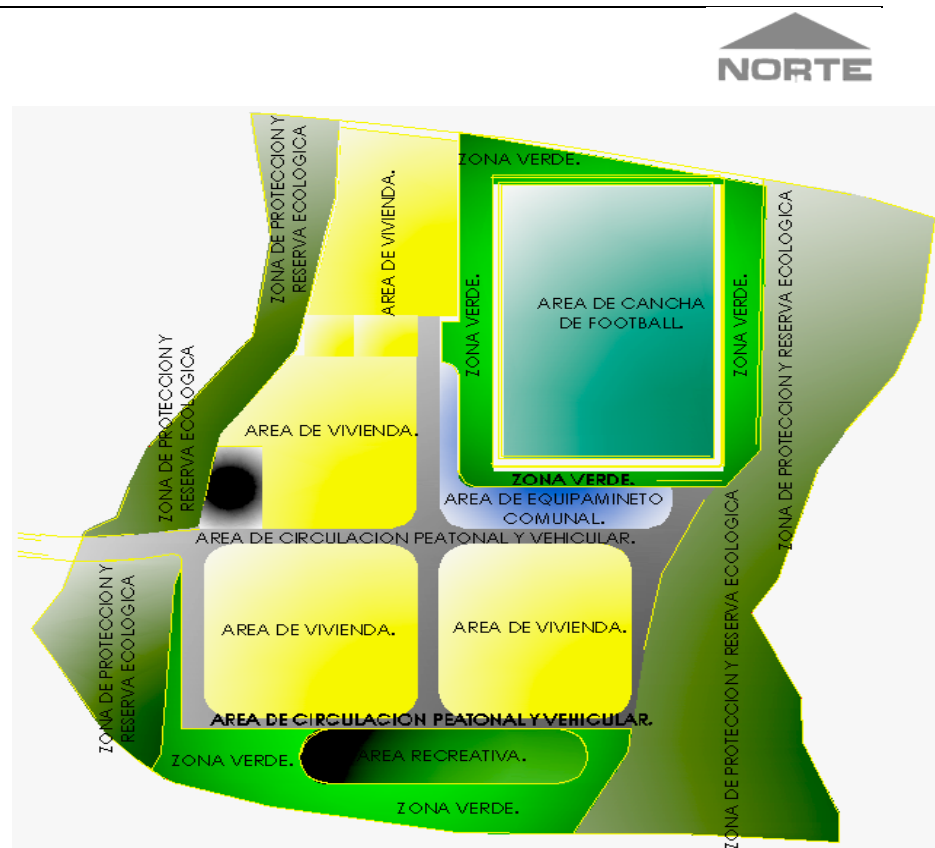 NORTE
ZONA DE PROTECCION Y
RESERVA ECOLOGICA
ZONA VERDE.
AREA DE VIVIENDA.
ZONA DE PROTECCION Y RESERVA ECOLOGICA
AREA DE CANCHA
DE FOOTBALL.
ZONA VERDE.
ZONA VERDE.
ZONA DE PROTECCION Y
RESERVA ECOLOGICA
AREA DE VIVIENDA.
ZONA VERDE.
AREA DE EQUIPAMINETO
COMUNAL.
AREA DE CIRCULACION PEATONAL Y VEHICULAR.
ZONA DE PROTECCION Y
RESERVA ECOLOGICA
AREA DE VIVIENDA.
AREA DE VIVIENDA.
ZONA DE PROTECCION Y RESERVA ECOLOGICA
AREA DE CIRCULACION PEATONAL Y VEHICULAR.
ZONA VERDE.
AREA RECREATIVA.
ZONA VERDE.